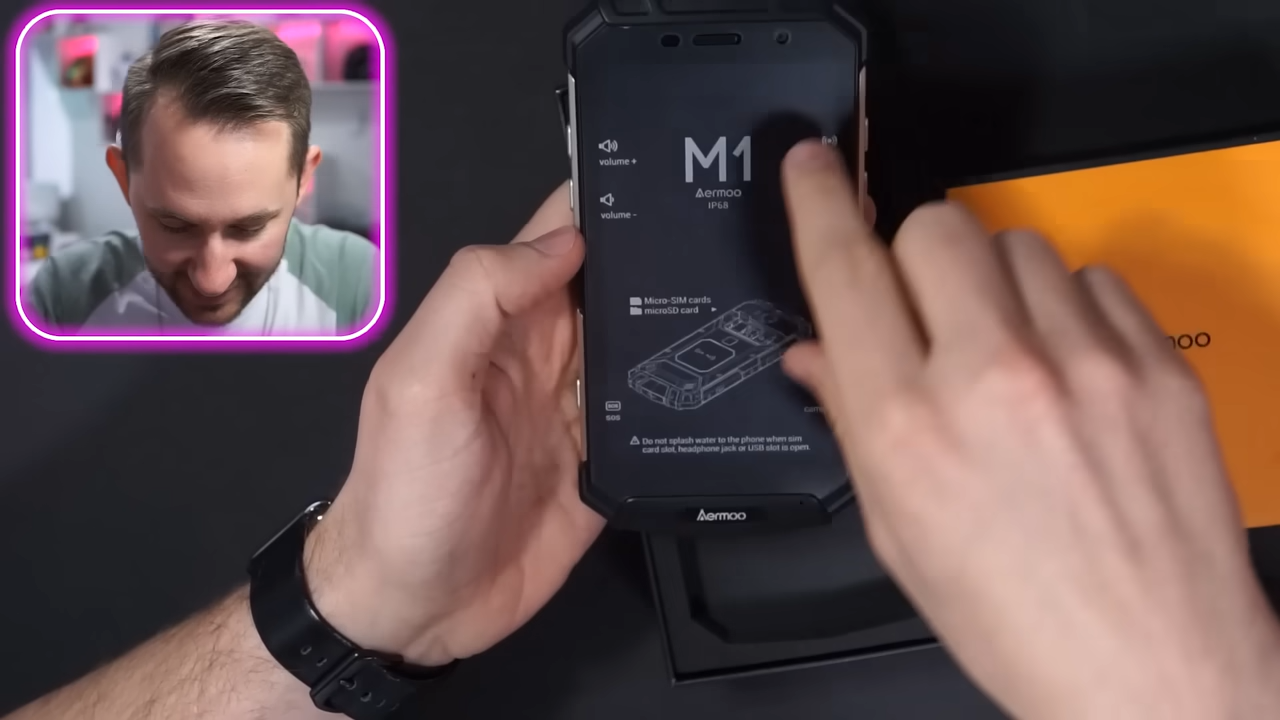 M1
Aermoo
IP68
volume +
volume -
Micro-SIM cards
microSD card
SOS
SOS
Do not splash water to the phone when sim
card slot, headphone jack or USB slot is open.
Aermoo